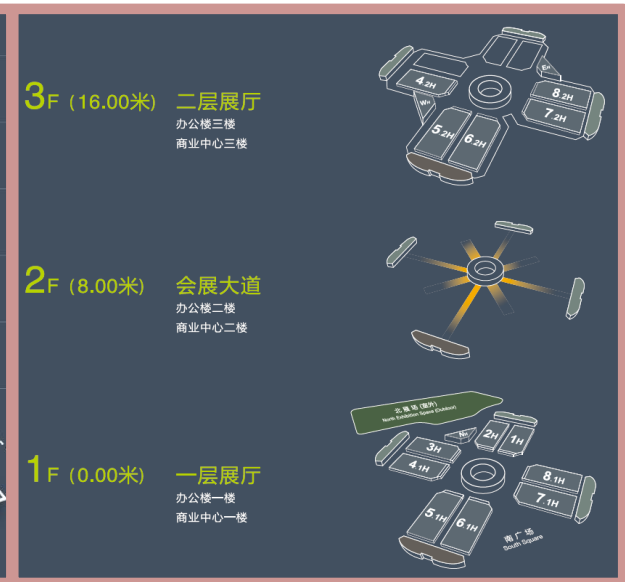 3F (16.00米) 二层展厅
办公楼三楼
商业中心三楼
4.2H
WH
EH
8.2H
7.2H
5.2H
6.2H
2F (8.00米) 会展大道
办公楼二楼
商业中心二楼
1F (0.00米) 一层展厅
办公楼一楼
商业中心一楼
北展场 (室外)
North Exhibition Space (Outdoor)
NH
2H
1H
3H
4.1H
8.1H
7.1H
5.1H
6.1H
南广场
South Square